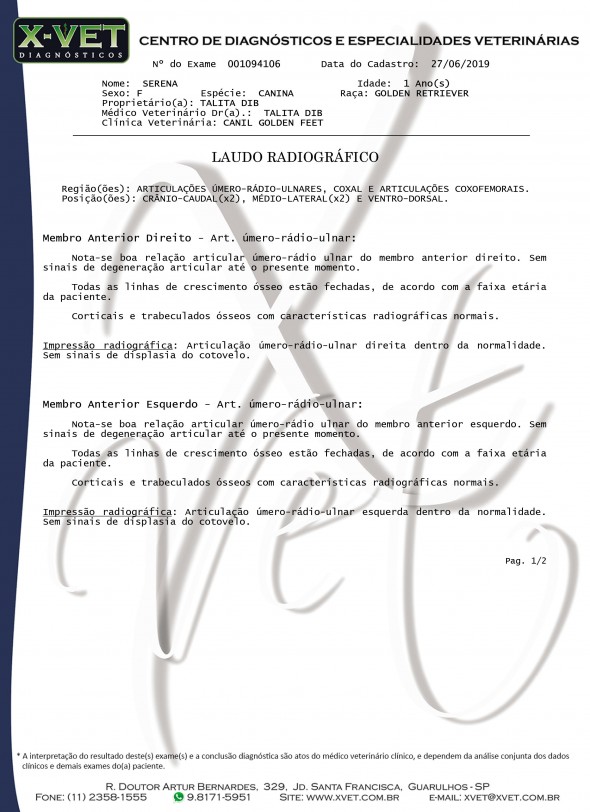 X-VET
DIAGNÓSTICOS
CENTRO DE DIAGNÓSTICOS E ESPECIALIDADES VETERINÁRIAS
Nº do Exame 001094106 Data do Cadastro: 27/06/2019
Nome: SERENA Idade: 1 Ano(s)
Sexo: F Espécie: CANINA Raça: GOLDEN RETRIEVER
Proprietário(a): TALITA DIB
Médico Veterinário Dr(a).: TALITA DIB
Clínica Veterinária: CANIL GOLDEN FEET
LAUDO RADIOGRÁFICO
Região(ões): ARTICULAÇÕES ÚMERO-RÁDIO-ULNARES, COXAL E ARTICULAÇÕES COXOFEMORAIS.
Posição(ões): CRÂNIO-CAUDAL(x2), MÉDIO-LATERAL(x2) E VENTRO-DORSAL.
Membro Anterior Direito - Art. úmero-rádio-ulnar:
Nota-se boa relação articular úmero-rádio ulnar do membro anterior direito. Sem
sinais de degeneração articular até o presente momento.
Todas as linhas de crescimento ósseo estão fechadas, de acordo com a faixa etária
da paciente.
Corticais e trabeculados ósseos com características radiográficas normais.
Impressão radiográfica: Articulação úmero-rádio-ulnar direita dentro da normalidade.
Sem sinais de displasia do cotovelo.
Membro Anterior Esquerdo - Art. úmero-rádio-ulnar:
Nota-se boa relação articular úmero-rádio ulnar do membro anterior esquerdo. Sem
sinais de degeneração articular até o presente momento.
Todas as linhas de crescimento ósseo estão fechadas, de acordo com a faixa etária
da paciente.
Corticais e trabeculados ósseos com características radiográficas normais.
Impressão radiográfica: Articulação úmero-rádio-ulnar esquerda dentro da normalidade.
Sem sinais de displasia do cotovelo.
Pag. 1/2
X Vet
* A interpretação do resultado deste(s) exame(s) e a conclusão diagnóstica são atos do médico veterinário clínico, e dependem da análise conjunta dos dados
clínicos e demais exames do(a) paciente.
R. Doutor Artur Bernardes, 329, Jd. Santa Francisca, Guarulhos - SP
Fone: (11) 2358-1555 9.8171-5951 Site: www.xvet.com.br e-mail: xvet@xvet.com.br